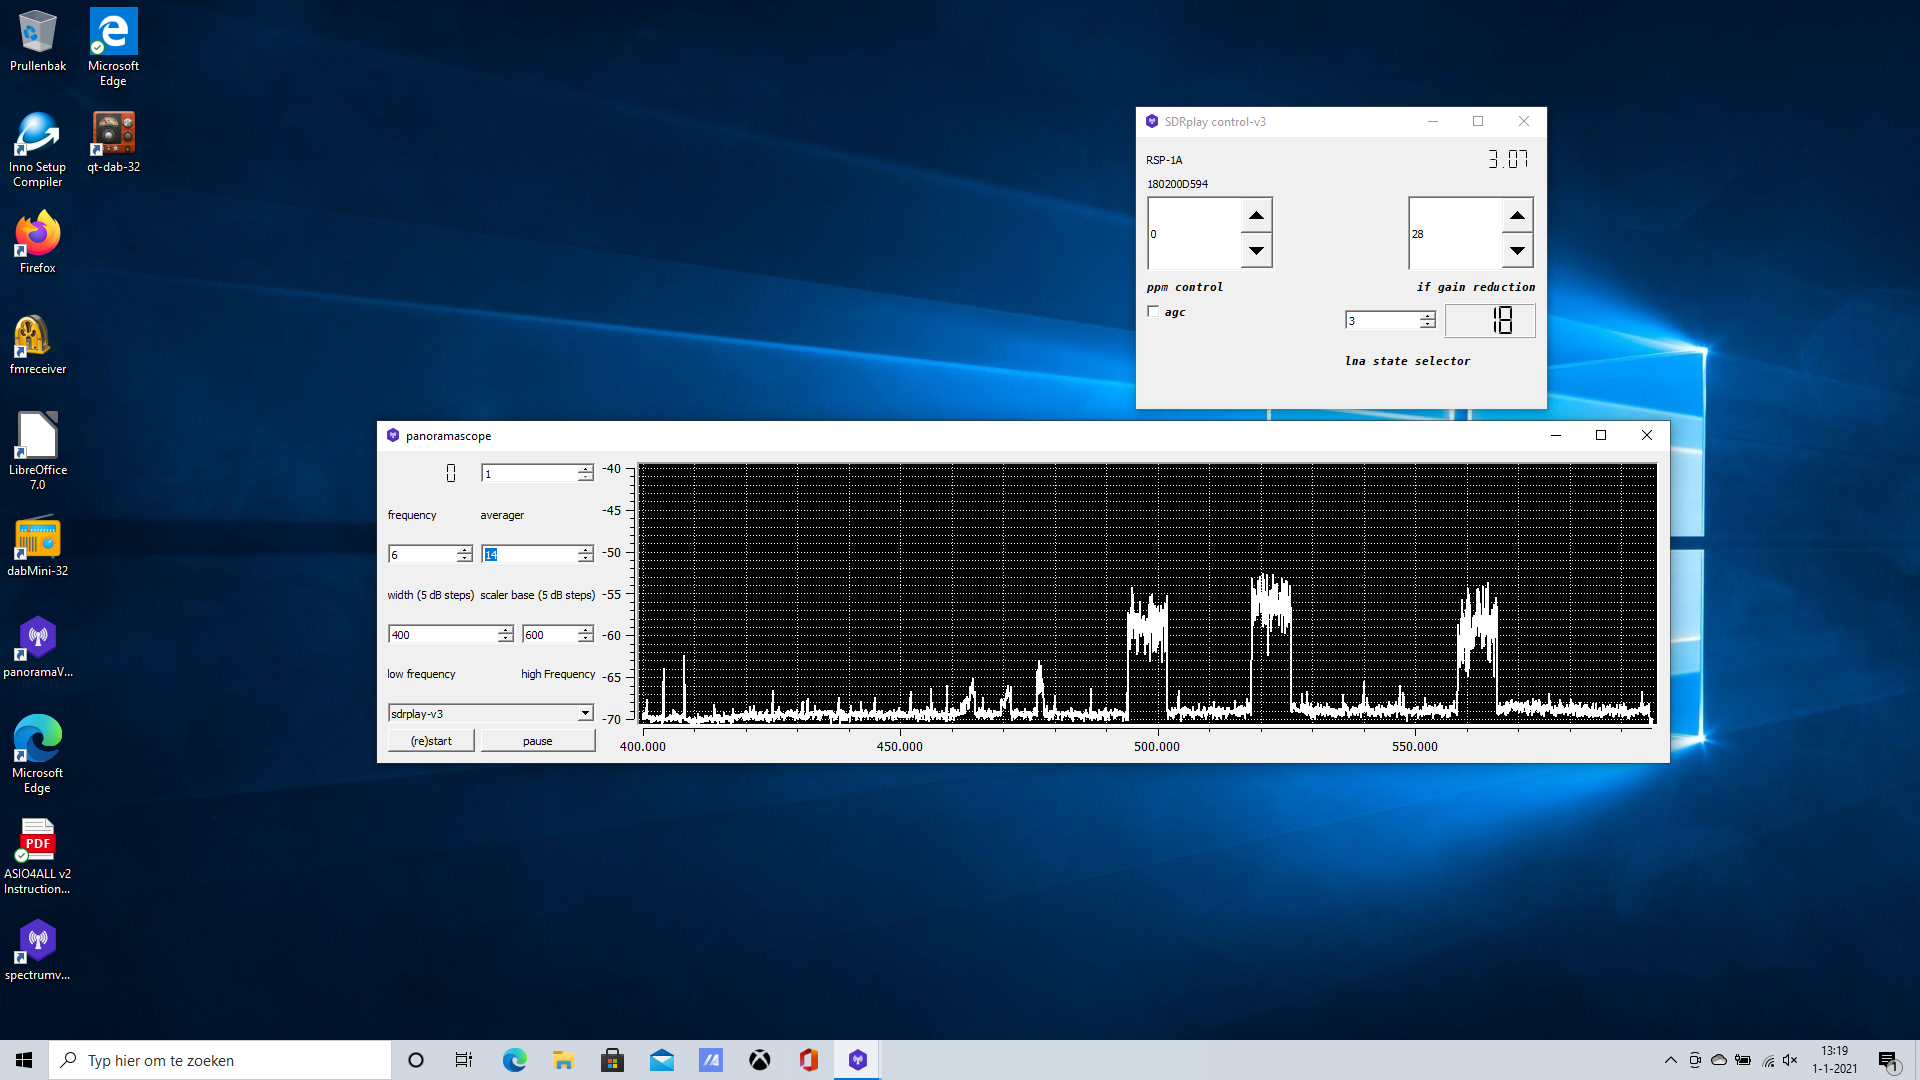 Prullenbak
Microsoft
Edge
Inno Setup
Compiler
qt-dab-32
Firefox
fmreceiver
LibreOffice
7.0
dabMini-32
panoramaV...
Microsoft
Edge
PDF
ASIO4ALL v2
Instruction...
spectrumv...
SDRplay control-v3
RSP-1A
3.07
180200D594
0
28
ppm control
if gain reduction
agc
3
18
lna state selector
panoramascope
0
1
frequency
averager
6
14
width (5 dB steps)
scaler base (5 dB steps)
400
600
low frequency
high Frequency
sdrplay-v3
(re)start
pause
-40
-45
-50
-55
-60
-65
-70
400.000
450.000
500.000
550.000
Typ hier om te zoeken
13:19
1-1-2021
1